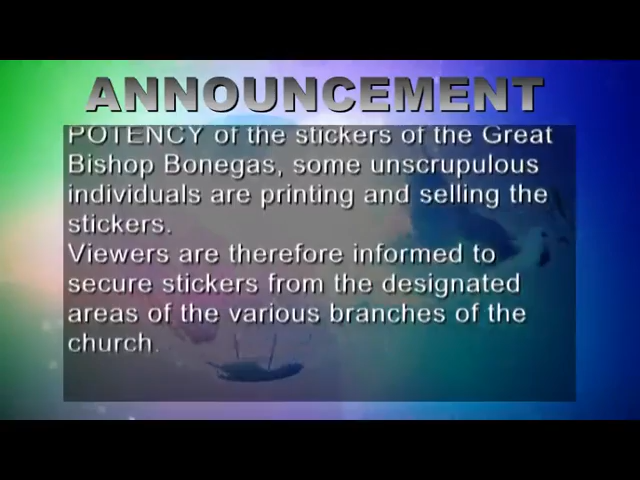 ANNOUNCEMENT
POTENCY of the stickers of the Great
Bishop Bonegas, some unscrupulous
individuals are printing and selling the
stickers.
Viewers are therefore informed to
secure stickers from the designated
areas of the various branches of the
church.